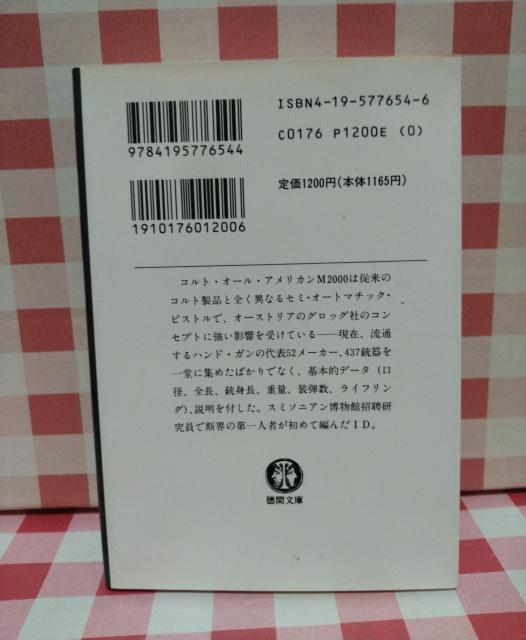 ISBN4-19-577654-6
C0176 P1200E (0)
9784195776544
定価1200円(本体1165円)
1910176012006
コルト・オール・アメリカンM2000は従来の
コルト製品と全く異なるセミ・オートマチック・
ピストルで、オーストリアのグロッグ社のコン
セプトに強い影響を受けている——現在、流通
するハンド・ガンの代表52メーカー、437銃器を
一堂に集めたばかりでなく、基本的データ（口
径、全長、銃身長、重量、装弾数、ライフリン
グ）、説明を付した。スミソニアン博物館招聘研
究員で斯界の第一人者が初めて編んだID。
徳間文庫